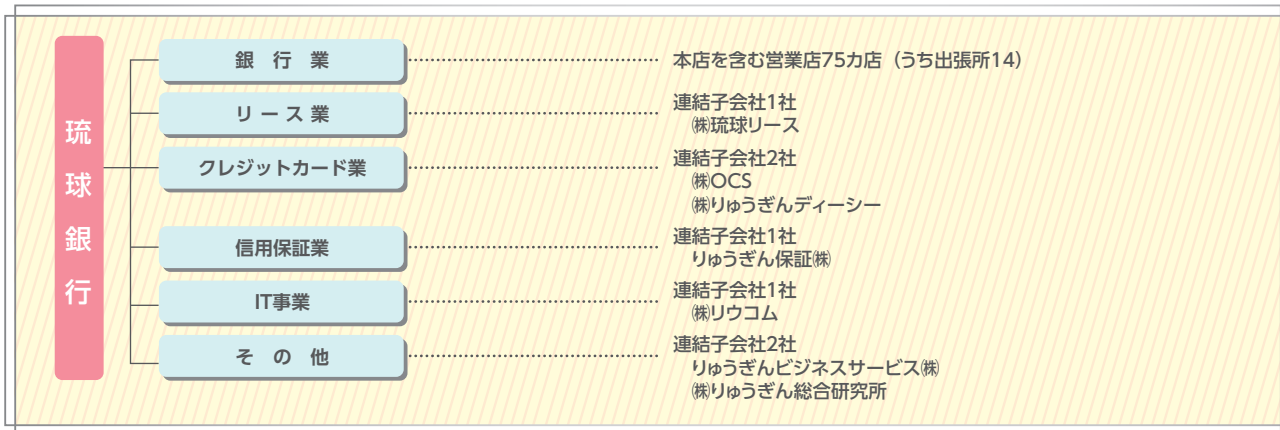 琉球銀行
銀行業
本店を含む営業店75カ店（うち出張所14）
リース業
連結子会社1社
㈱琉球リース
クレジットカード業
連結子会社2社
㈱OCS
㈱りゅうぎんディーシー
信用保証業
連結子会社1社
りゅうぎん保証㈱
IT事業
連結子会社1社
㈱リウコム
その他
連結子会社2社
りゅうぎんビジネスサービス㈱
㈱りゅうぎん総合研究所